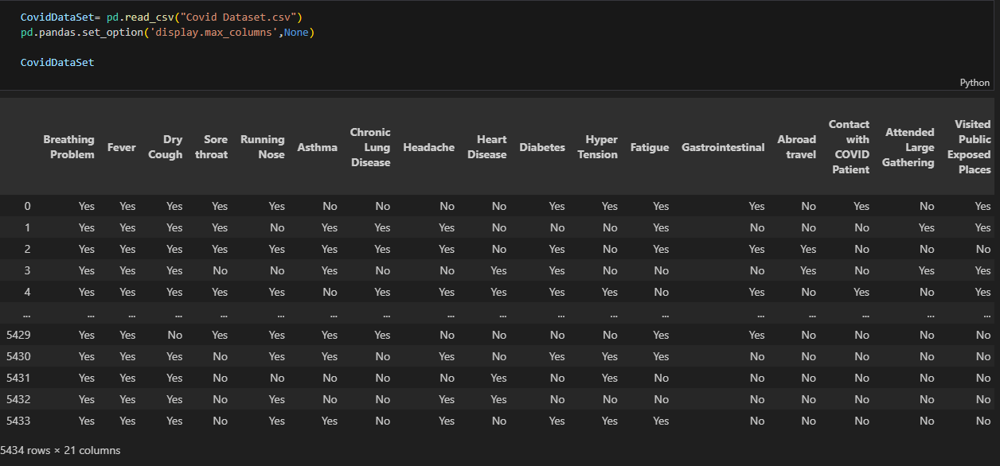 CovidDataSet= pd.read_csv("Covid Dataset.csv")
pd.pandas.set_option('display.max_columns',None)
CovidDataSet
Python
Breathing Problem Fever Dry Cough Sore throat Running Nose Asthma Chronic Lung Disease Headache Heart Disease Diabetes Hyper Tension Fatigue Gastrointestinal Abroad travel Contact with COVID Patient Attended Large Gathering Visited Public Exposed Places
0 Yes Yes Yes Yes Yes No No No No Yes Yes Yes Yes No Yes No Yes
1 Yes Yes Yes Yes No Yes Yes Yes No No No Yes No No No Yes Yes
2 Yes Yes Yes Yes Yes Yes Yes Yes No Yes No Yes Yes Yes No No No
3 Yes Yes Yes No No Yes No No Yes Yes No No No Yes No Yes Yes
4 Yes Yes Yes Yes Yes No Yes Yes Yes Yes Yes No Yes No Yes No Yes
... ... ... ... ... ... ... ... ... ... ... ... ... ... ... ... ... ...
5429 Yes Yes No Yes Yes Yes Yes No No No No Yes Yes No No No No
5430 Yes Yes Yes No Yes Yes No Yes No Yes Yes Yes No No No No No
5431 Yes Yes Yes No No No No No Yes No Yes No No No No No No
5432 Yes Yes Yes No Yes No No Yes Yes No Yes No No No No No No
5433 Yes Yes Yes No Yes Yes No Yes No Yes Yes Yes No No No No No
5434 rows × 21 columns